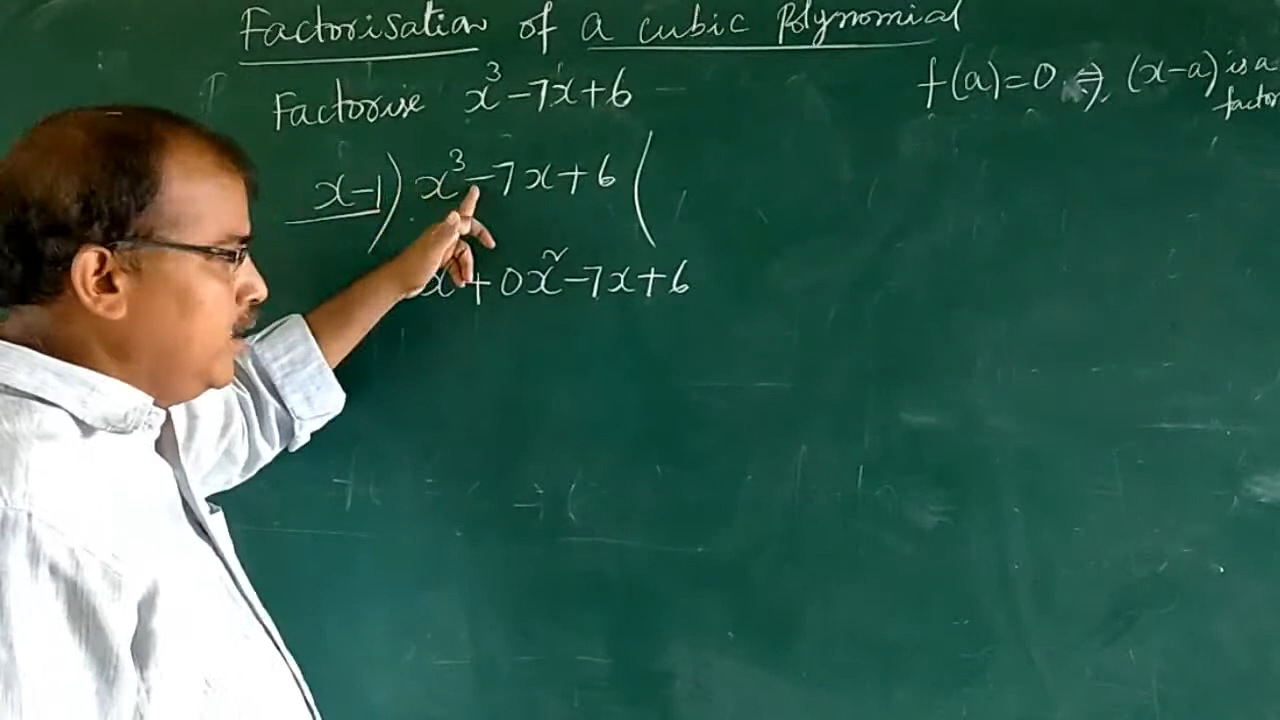 Factorisation of a cubic Polynomial
f(a)=0 ⇒ (x-a) is a factor
Factorise x³-7x+6
x-1) x³-7x+6 (
x + 0x² -7x+6